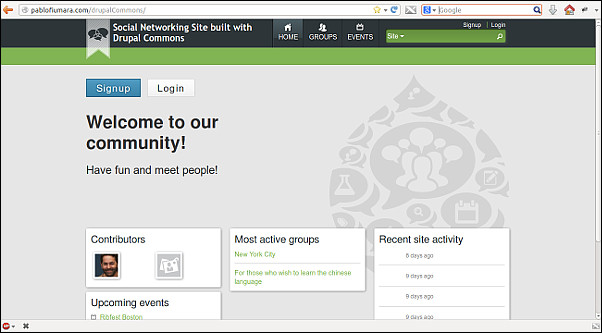 pablofiumara.com/drupalCommons/
Google
Social Networking Site built with
Drupal Commons
HOME
GROUPS
EVENTS
Signup
Login
Site
Signup
Login
Welcome to our
community!
Have fun and meet people!
Contributors
Most active groups
New York City
For those who wish to learn the chinese
language
Recent site activity
5 days ago
9 days ago
9 days ago
9 days ago
Upcoming events
Ribfest Boston